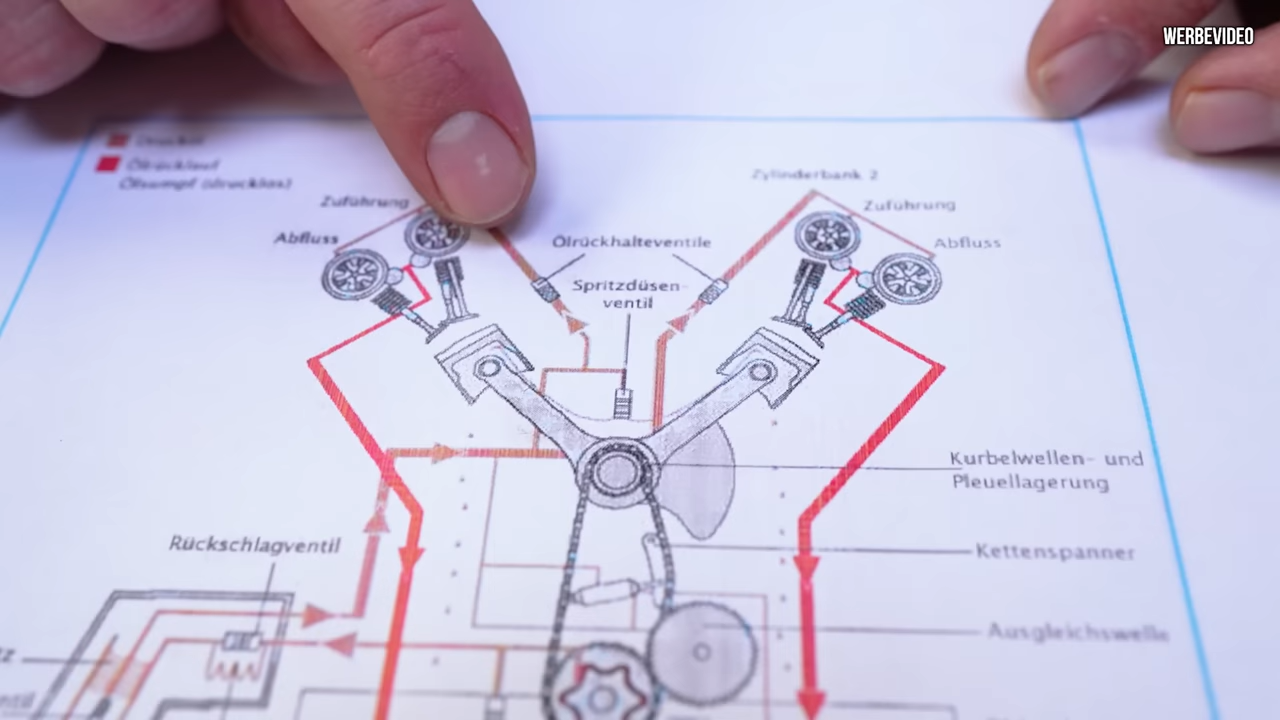 WERBEVIDEO
Ölrücklauf
Ölsumpf (drucklos)
Zylinderbank 2
Zuführung
Zuführung
Abfluss
Ölrückhalteventile
Abfluss
Spritzdüsen-
ventil
Kurbelwellen- und
Pleuellagerung
Rückschlagventil
Kettenspanner
Ausgleichswelle